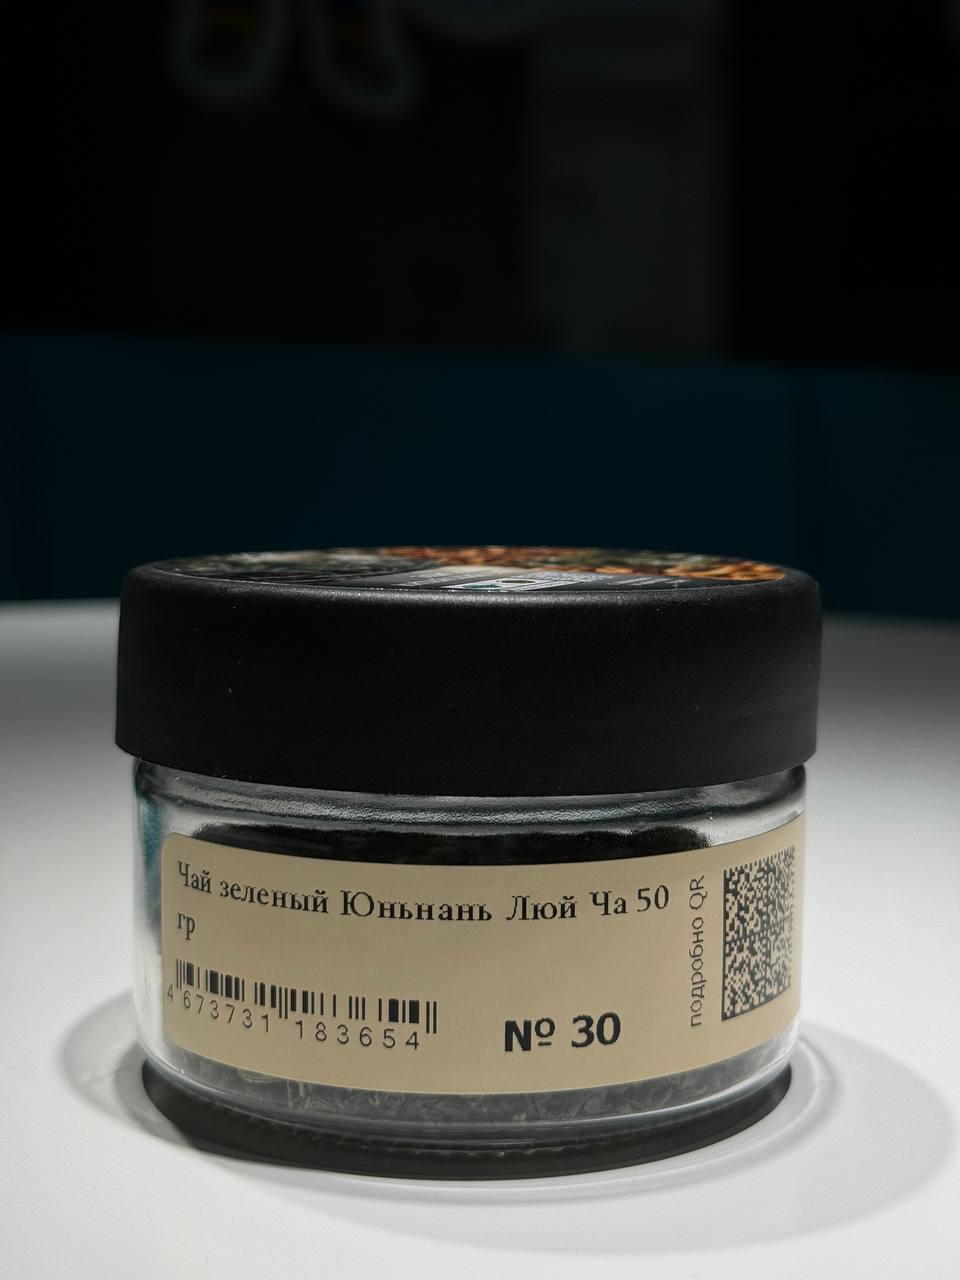 Чай зеленый Юньнань Люй Ча 50
гр
4 673731 183654
№ 30
подробно QR